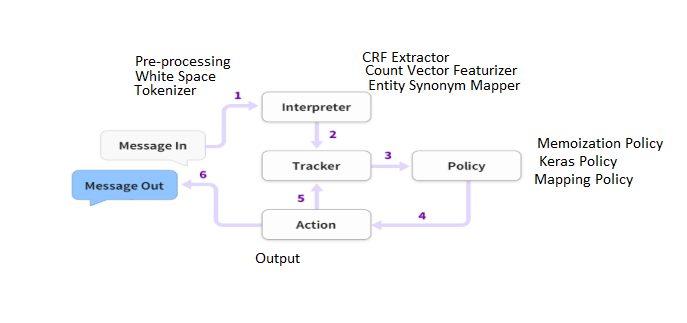 Pre-processing
White Space
Tokenizer
CRF Extractor
Count Vector Featurizer
Entity Synonym Mapper
1
Interpreter
2
Message In
Tracker
3
Policy
Memoization Policy
Keras Policy
Mapping Policy
Message Out
6
5
4
Action
Output